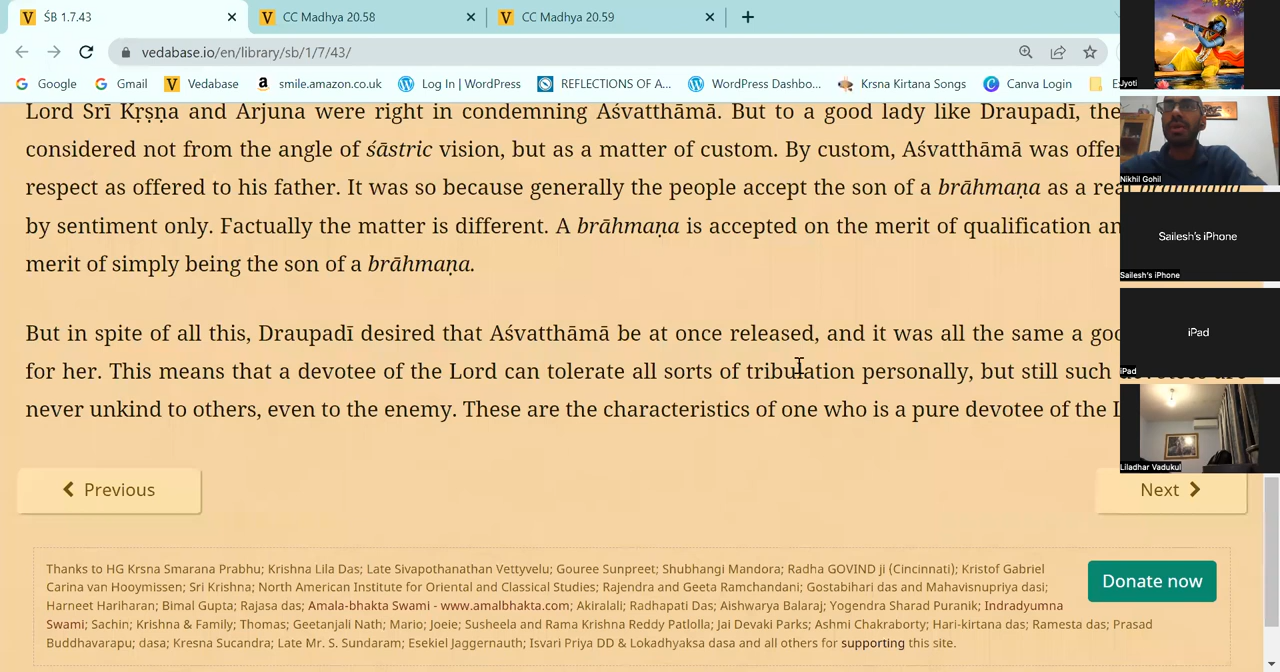 ŚB 1.7.43
CC Madhya 20.58
CC Madhya 20.59
vedabase.io/en/library/sb/1/7/43/
Google Gmail Vedabase smile.amazon.co.uk Log In | WordPress REFLECTIONS OF A... WordPress Dashbo... Krsna Kirtana Songs Canva Login
Lord Śrī Kṛṣṇa and Arjuna were right in condemning Aśvatthāmā. But to a good lady like Draupadī, the
considered not from the angle of śāstric vision, but as a matter of custom. By custom, Aśvatthāmā was
respect as offered to his father. It was so because generally the people accept the son of a brāhmaṇa as a
by sentiment only. Factually the matter is different. A brāhmaṇa is accepted on the merit of qualification
merit of simply being the son of a brāhmaṇa.
But in spite of all this, Draupadī desired that Aśvatthāmā be at once released, and it was all the same a
for her. This means that a devotee of the Lord can tolerate all sorts of tribulation personally, but still such
never unkind to others, even to the enemy. These are the characteristics of one who is a pure devotee of the
Previous
Next
Thanks to HG Krsna Smarana Prabhu; Krishna Lila Das; Late Sivapothanathan Vettyvelu; Gouree Sunpreet; Shubhangi Mandora; Radha GOVIND ji (Cincinnati); Kristof Gabriel
Carina van Hooymissen; Sri Krishna; North American Institute for Oriental and Classical Studies; Rajendra and Geeta Ramchandani; Gostabihari das and Mahavisnupriya dasi;
Harneet Hariharan; Bimal Gupta; Rajasa das; Amala-bhakta Swami - www.amalbhakta.com; Akiralali; Radhapati Das; Aishwarya Balaraj; Yogendra Sharad Puranik; Indradyumna
Swami; Sachin; Krishna & Family; Thomas; Geetanjali Nath; Mario; Joeie; Susheela and Rama Krishna Reddy Patlolla; Jai Devaki Parks; Ashmi Chakraborty; Hari-kirtana das; Ramesta das; Prasad
Buddhavarapu; dasa; Kresna Sucandra; Late Mr. S. Sundaram; Esekiel Jaggernauth; Isvari Priya DD & Lokadhyaksa dasa and all others for supporting this site.
Donate now
Jyoti
Nikhil Gohil
Sailesh's iPhone
Sailesh's iPhone
iPad
iPad
Liladhar Vadukul